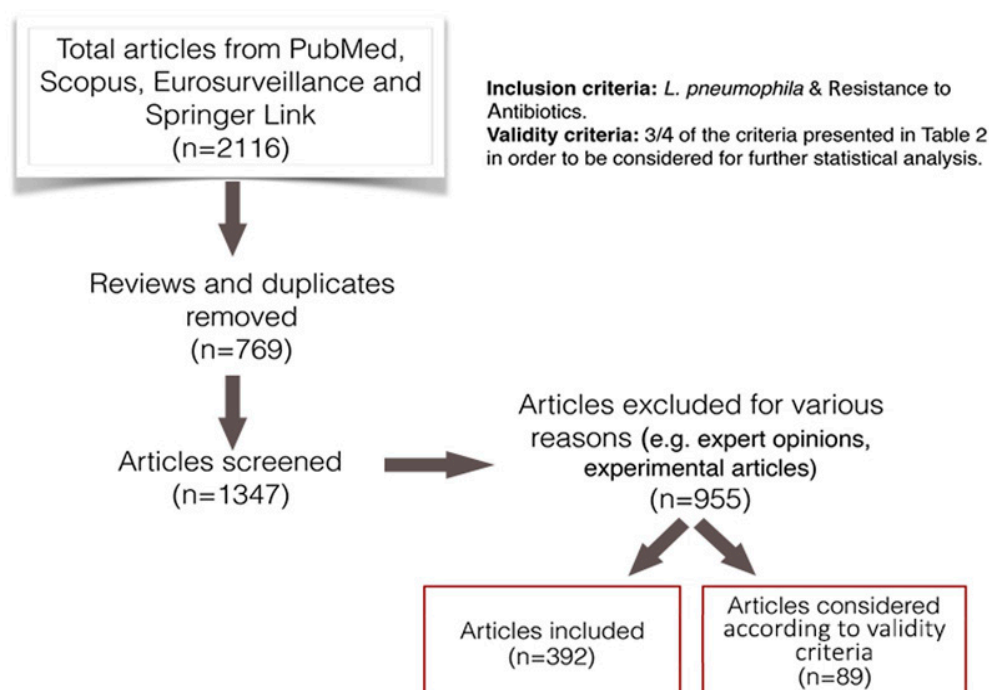 Total articles from PubMed,
Scopus, Eurosurveillance and
Springer Link
(n=2116)
Inclusion criteria: L. pneumophila & Resistance to
Antibiotics.
Validity criteria: 3/4 of the criteria presented in Table 2
in order to be considered for further statistical analysis.
Reviews and duplicates
removed
(n=769)
Articles screened
(n=1347)
Articles excluded for various
reasons (e.g. expert opinions,
experimental articles)
(n=955)
Articles included
(n=392)
Articles considered
according to validity
criteria
(n=89)